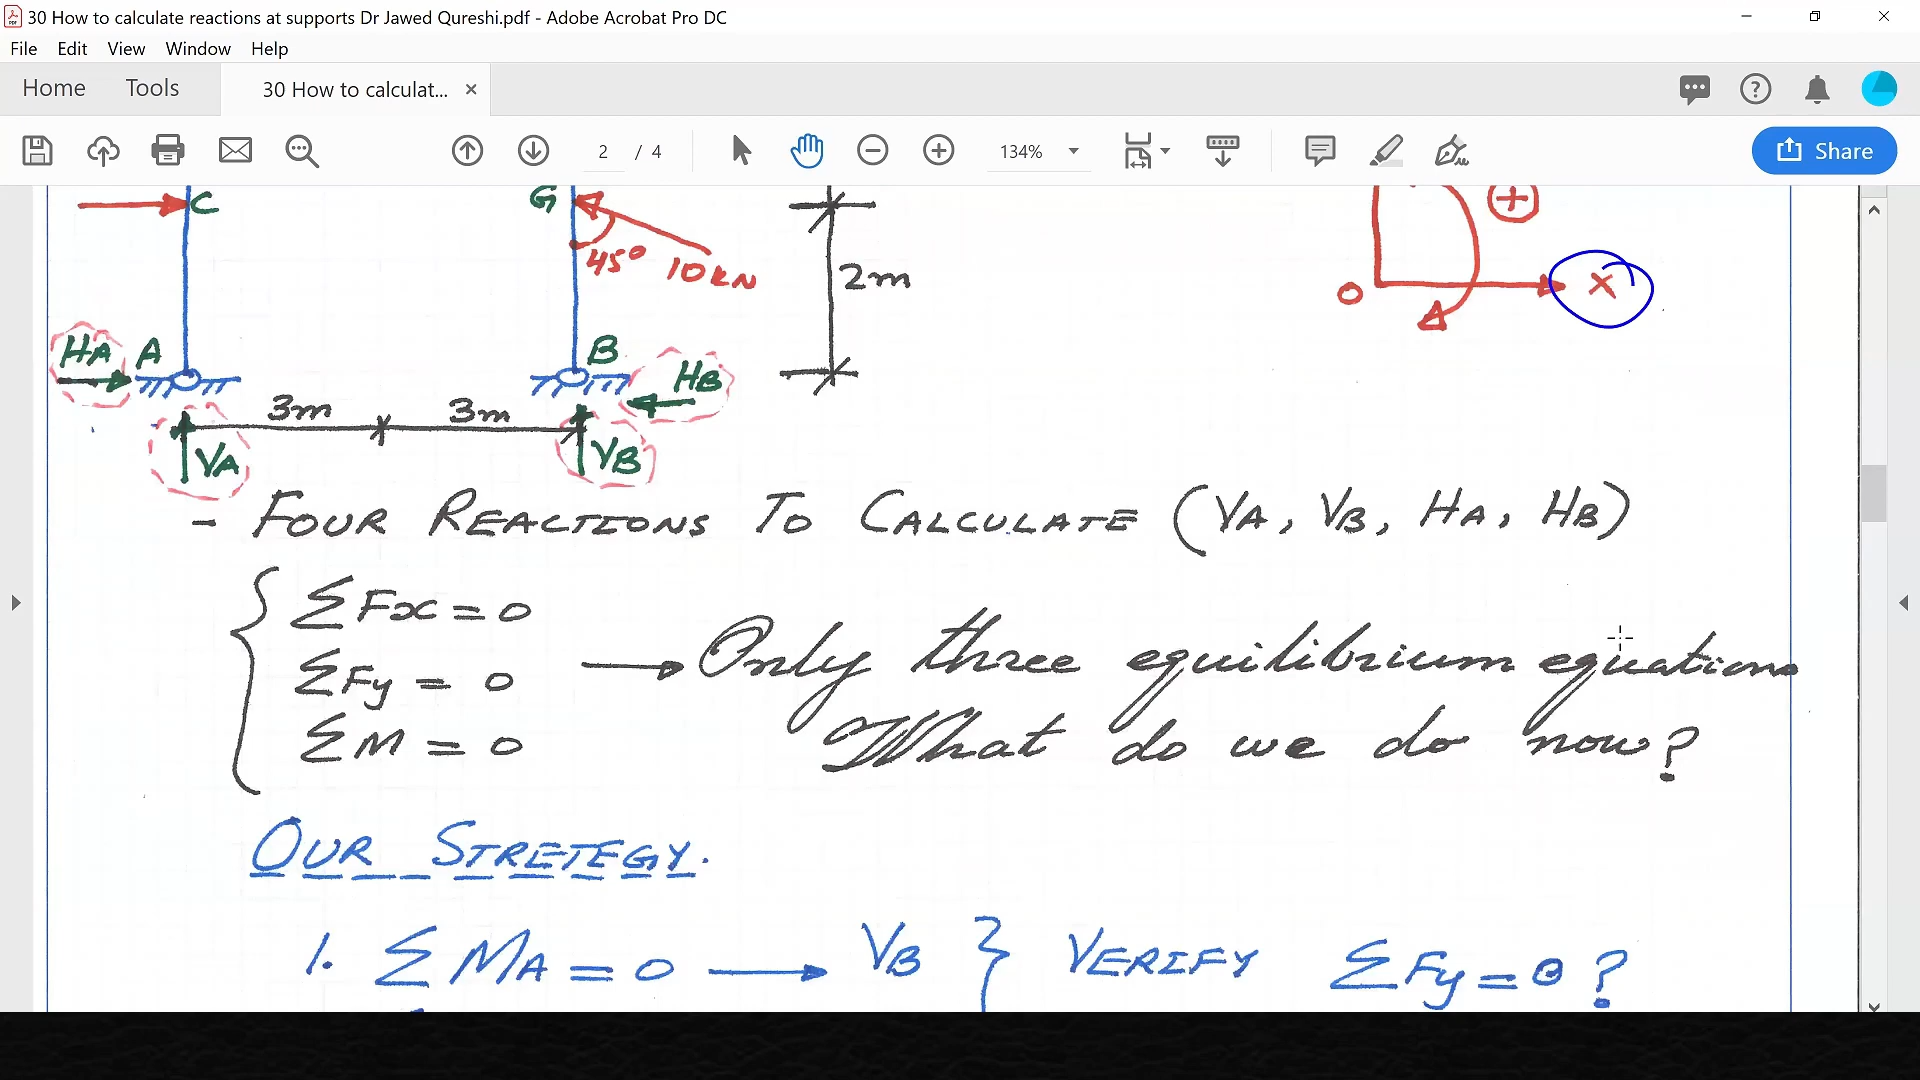 30 How to calculate reactions at supports Dr Jawed Qureshi.pdf - Adobe Acrobat Pro DC
File Edit View Window Help
Home Tools 30 How to calculat... ×
2 / 4 134% Share
C G
45° 10 kN 2m
+
O X
HA A B HB
3m 3m
VA VB
- FOUR REACTIONS TO CALCULATE (VA, VB, HA, HB)
ΣFx = 0
ΣFy = 0 → Only three equilibrium equations
ΣM = 0 What do we do now?
OUR STRETEGY.
1. ΣMA = 0 → VB } VERIFY ΣFy = 0 ?